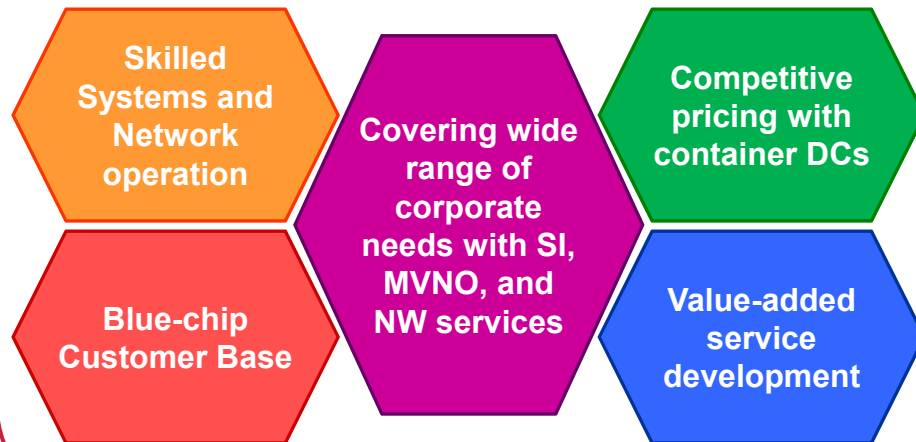 Skilled
Systems and
Network
operation
Blue-chip
Customer Base
Covering wide
range of
corporate
needs with SI,
MVNO, and
NW services
Competitive
pricing with
container DCs
Value-added
service
development